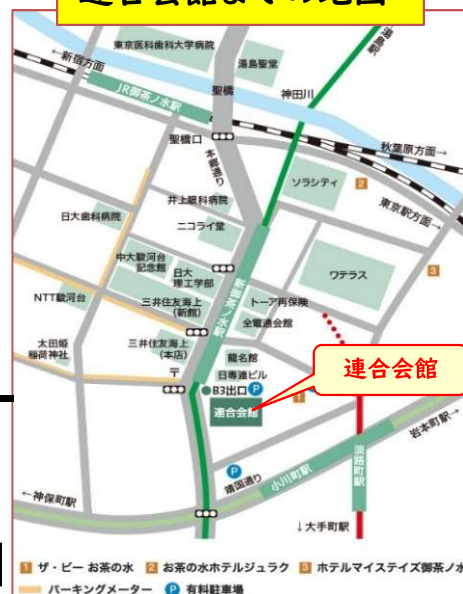 連合会館までの地図
東京医科歯科大学病院
湯島聖堂
湯島駅
←新宿方面
JR御茶ノ水駅
聖橋
神田川
聖橋口
本郷通り
秋葉原方面→
東京駅方面→
ソラシティ
2
井上眼科病院
日大歯科病院
ニコライ堂
中大駿河台
記念館
日大
理工学部
新御茶ノ水駅
ワテラス
3
NTT駿河台
三井住友海上
(新館)
トーア再保険
全電通会館
太田姫
稲荷神社
三井住友海上
(本店)
龍名館
日専連ビル
〒
B3出口 P
1
連合会館
連合会館
淡路町駅
岩本町駅→
P
靖国通り
小川町駅
←神保町駅
↓大手町駅
1 ザ・ビー お茶の水 2 お茶の水ホテルジュラク 3 ホテルマイステイズ御茶ノ水
パーキングメーター P 有料駐車場